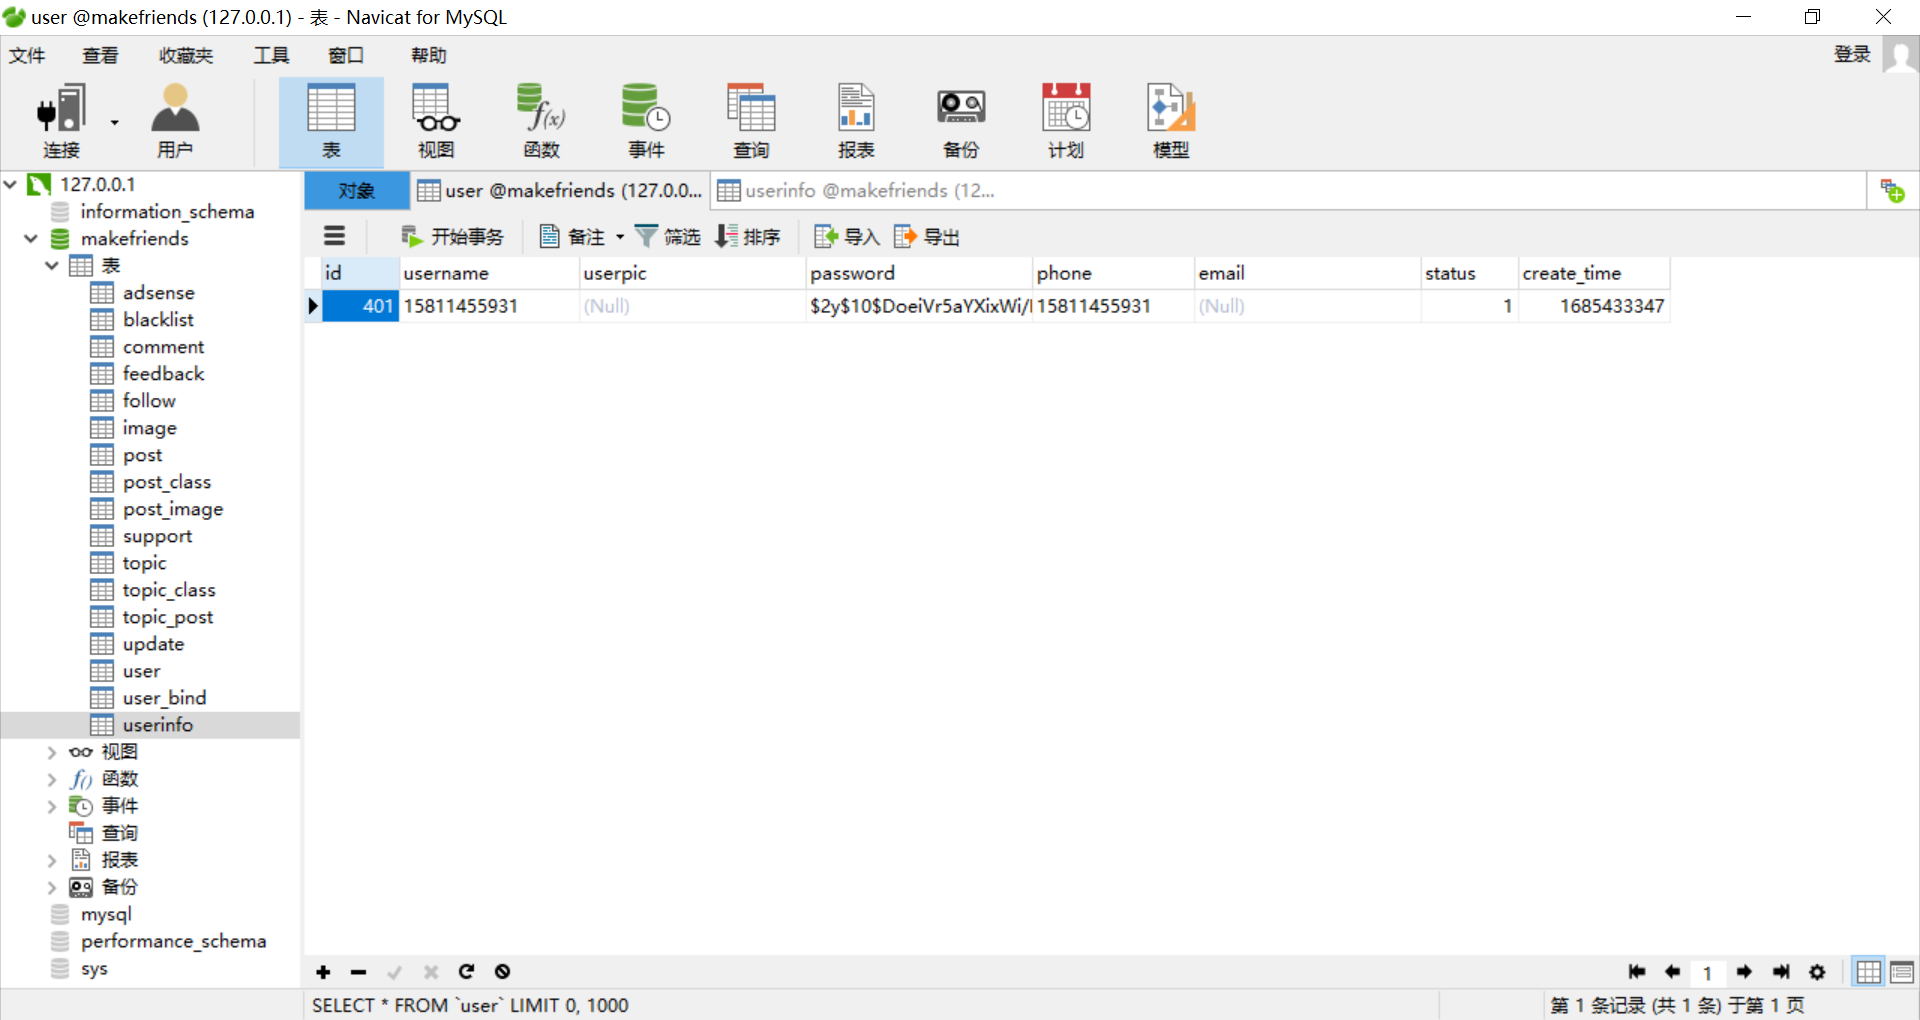 user @makefriends (127.0.0.1) - 表 - Navicat for MySQL
文件 查看 收藏夹 工具 窗口 帮助 登录
连接 用户 表 视图 函数 事件 查询 报表 备份 计划 模型
127.0.0.1
information_schema
makefriends
表
adsense
blacklist
comment
feedback
follow
image
post
post_class
post_image
support
topic
topic_class
topic_post
update
user
user_bind
userinfo
视图
函数
事件
查询
报表
备份
mysql
performance_schema
sys
对象 user @makefriends (127.0.0... userinfo @makefriends (12...
开始事务 备注 筛选 排序 导入 导出
id username userpic password phone email status create_time
401 15811455931 (Null) $2y$10$DoeiVr5aYXixWi/ 15811455931 (Null) 1 1685433347
1
SELECT * FROM `user` LIMIT 0, 1000
第 1 条记录 (共 1 条) 于第 1 页